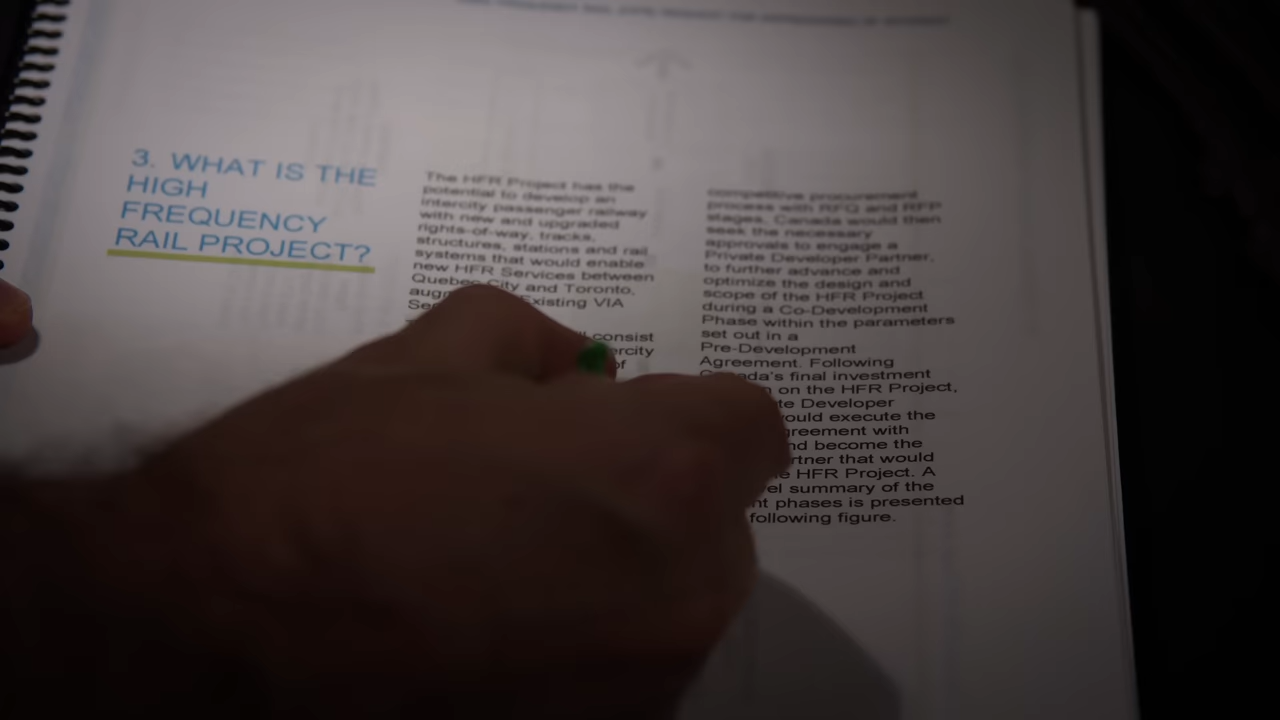 3. WHAT IS THE
HIGH
FREQUENCY
RAIL PROJECT?
The HFR Project has the
potential to develop an
intercity passenger railway
with new and upgraded
rights-of-way, tracks,
structures, stations and rail
systems that would enable
new HFR Services between
Quebec City and Toronto,
Existing VIA
consist
of
competitive procurement
process with RFQ and RFP
stages. Canada would then
seek the necessary
approvals to engage a
Private Developer Partner,
to further advance and
optimize the design and
scope of the HFR Project
during a Co-Development
Phase within the parameters
set out in a
Pre-Development
Agreement. Following
final investment
on the HFR Project,
Developer
execute the
with
become the
that would
HFR Project. A
summary of the
phases is presented
following figure.